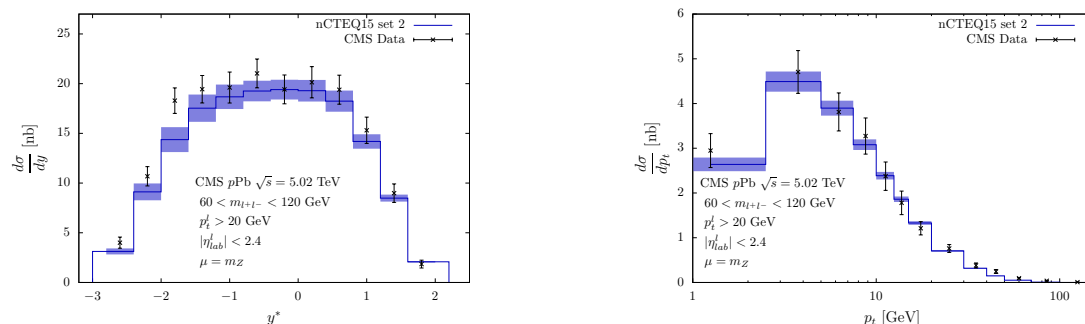 nCTEQ15 set 2
CMS Data
dσ/dy [nb]
25
20
15
10
5
0
CMS pPb √s = 5.02 TeV
60 < m_{l+l−} < 120 GeV
p_t^l > 20 GeV
|η_{lab}^l| < 2.4
μ = m_Z
−3 −2 −1 0 1 2
y*
nCTEQ15 set 2
CMS Data
dσ/dp_t [nb]
6
5
4
3
2
1
0
CMS pPb √s = 5.02 TeV
60 < m_{l+l−} < 120 GeV
p_t^l > 20 GeV
|η_{lab}^l| < 2.4
μ = m_Z
1 10 100
p_t [GeV]